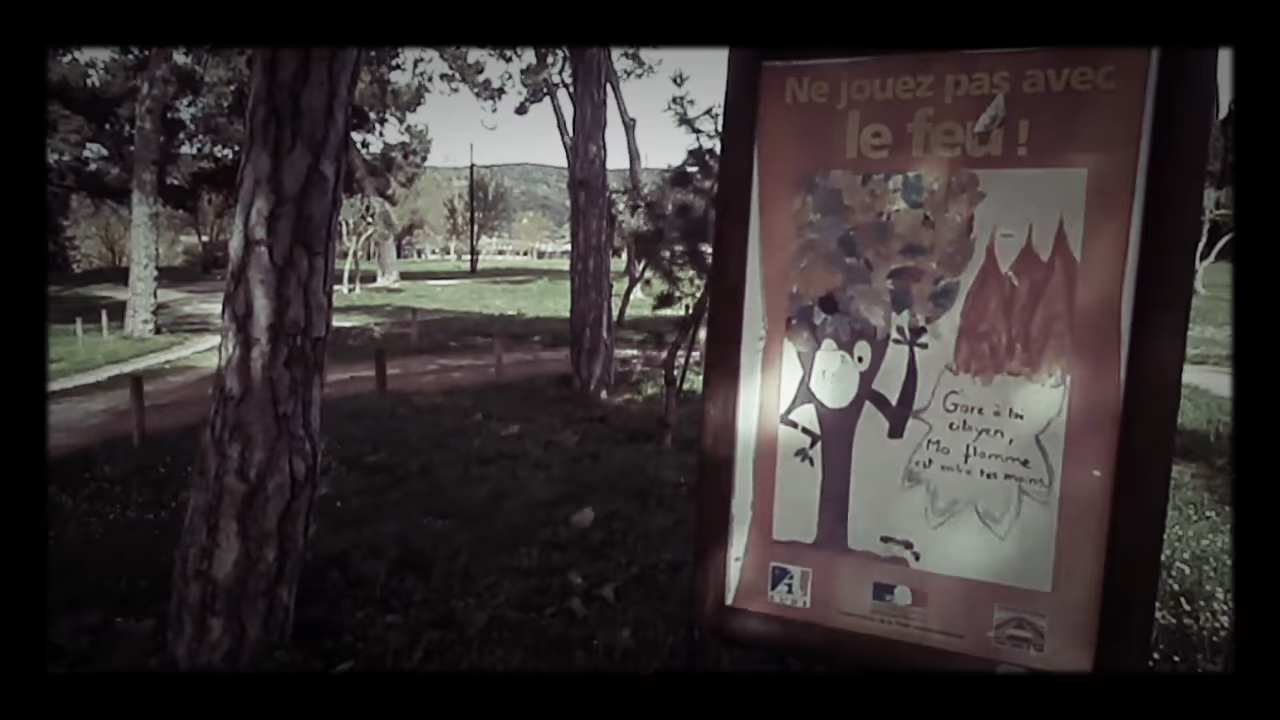 Ne jouez pas avec
le feu !
Gare à toi
citoyen,
Ma flamme
est entre tes mains